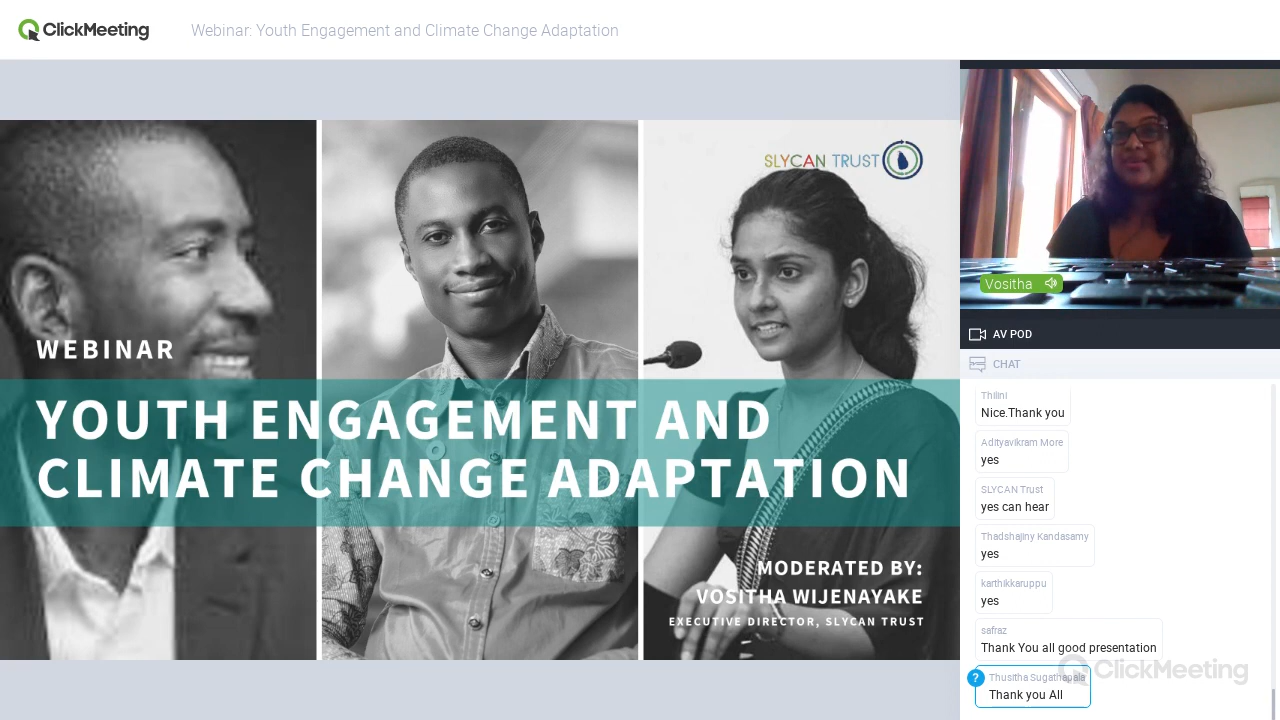 ClickMeeting
Webinar: Youth Engagement and Climate Change Adaptation
SLYCAN TRUST
WEBINAR
YOUTH ENGAGEMENT AND
CLIMATE CHANGE ADAPTATION
MODERATED BY:
VOSITHA WIJENAYAKE
EXECUTIVE DIRECTOR, SLYCAN TRUST
Vositha
AV POD
CHAT
Thilini
Nice.Thank you
Adityavikram More
yes
SLYCAN Trust
yes can hear
Thadshajiny Kandasamy
yes
karthikkaruppu
yes
safraz
Thank You all good presentation
ClickMeeting
?
Thusitha Sugathapala
Thank you All